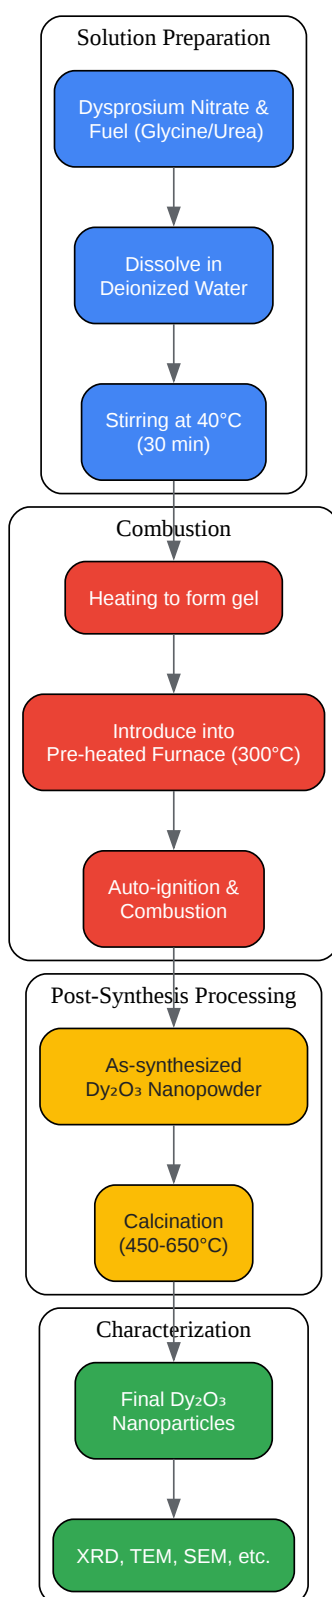 Solution Preparation
Dysprosium Nitrate &
Fuel (Glycine/Urea)
Dissolve in
Deionized Water
Stirring at 40°C
(30 min)
Combustion
Heating to form gel
Introduce into
Pre-heated Furnace (300°C)
Auto-ignition &
Combustion
Post-Synthesis Processing
As-synthesized
Dy₂O₃ Nanopowder
Calcination
(450-650°C)
Characterization
Final Dy₂O₃
Nanoparticles
XRD, TEM, SEM, etc.